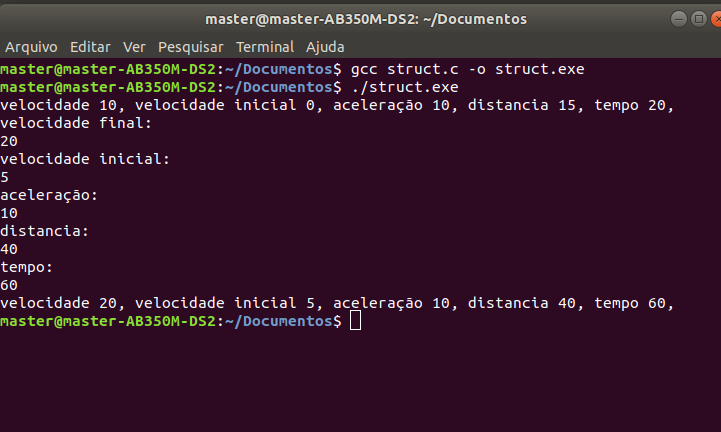 master@master-AB350M-DS2: ~/Documentos
Arquivo Editar Ver Pesquisar Terminal Ajuda
master@master-AB350M-DS2:~/Documentos$ gcc struct.c -o struct.exe
master@master-AB350M-DS2:~/Documentos$ ./struct.exe
velocidade 10, velocidade inicial 0, aceleração 10, distancia 15, tempo 20,
velocidade final:
20
velocidade inicial:
5
aceleração:
10
distancia:
40
tempo:
60
velocidade 20, velocidade inicial 5, aceleração 10, distancia 40, tempo 60,
master@master-AB350M-DS2:~/Documentos$